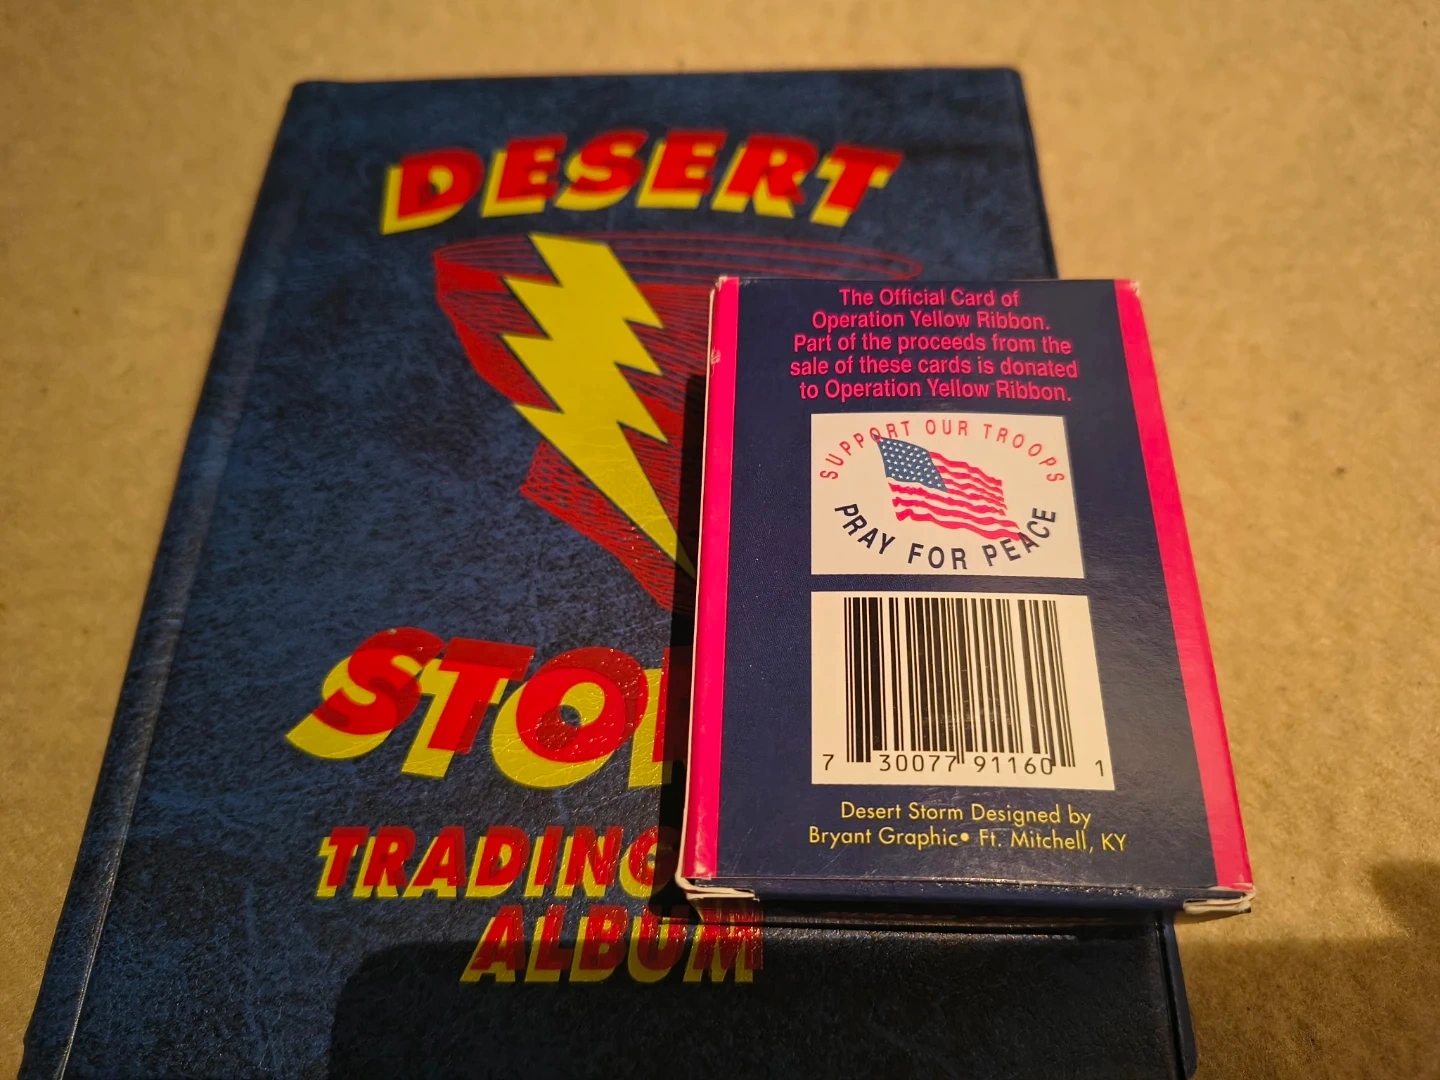 DESERT
STORM
TRADING
ALBUM
The Official Card of
Operation Yellow Ribbon.
Part of the proceeds from the
sale of these cards is donated
to Operation Yellow Ribbon.
SUPPORT OUR TROOPS
PRAY FOR PEACE
7 30077 91160 1
Desert Storm Designed by
Bryant Graphic• Ft. Mitchell, KY